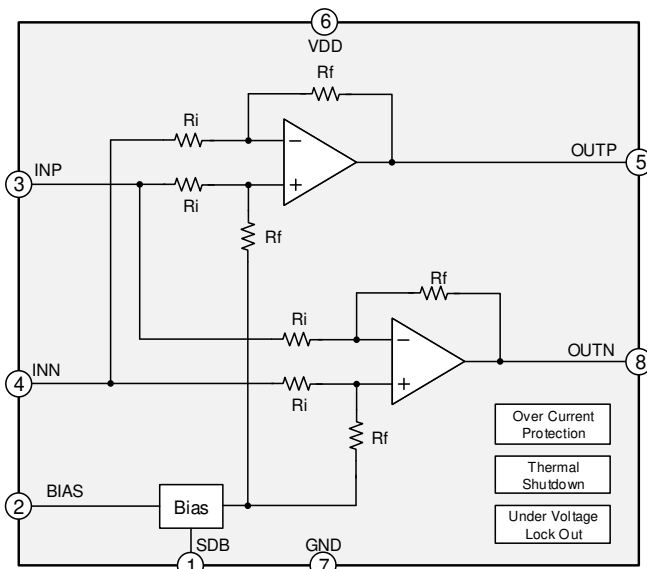 6
VDD
Rf
Ri
−
OUTP
5
3
INP
+
Ri
Rf
Rf
Ri
−
OUTN
8
4
INN
+
Ri
Rf
Over Current
Protection
Thermal
Shutdown
2
BIAS
Bias
Under Voltage
Lock Out
SDB
GND
1
7